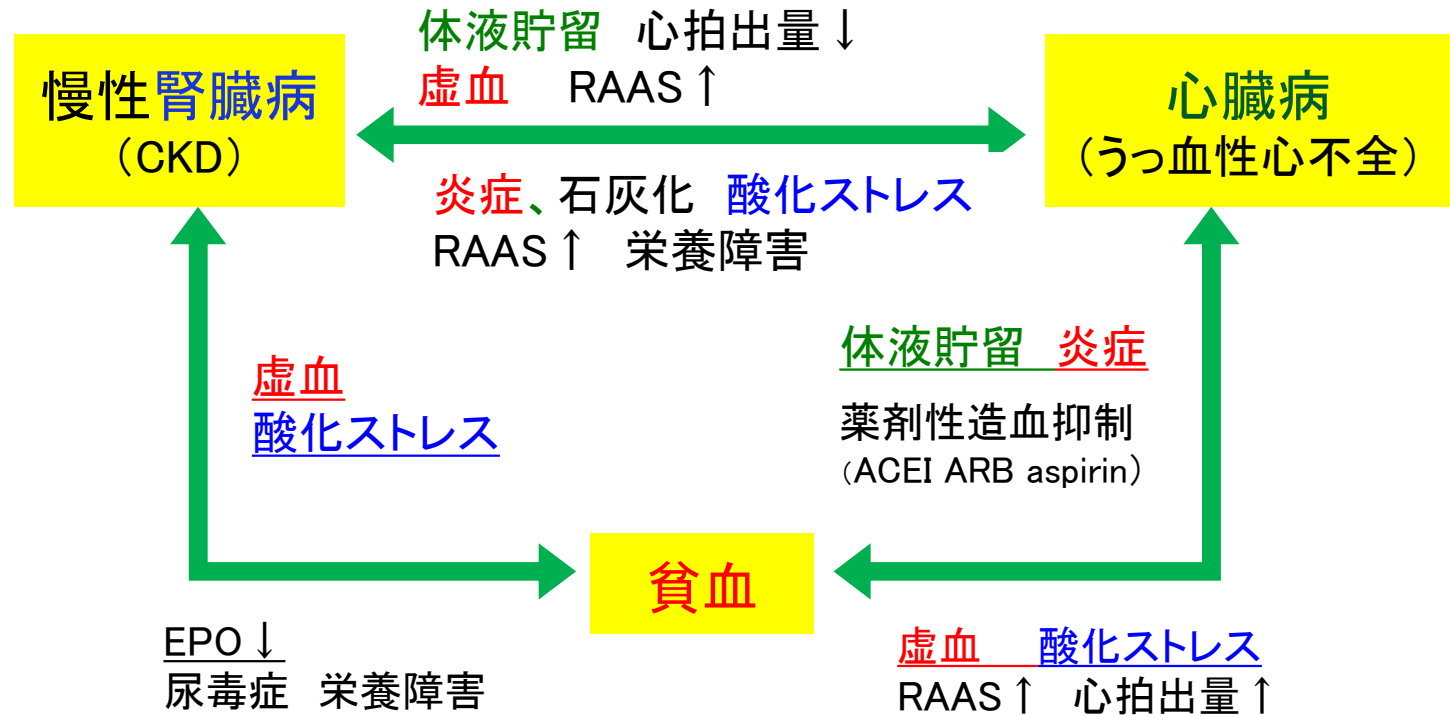 体液貯留　心拍出量↓
虚血　RAAS↑
慢性腎臓病
（CKD）
心臓病
（うっ血性心不全）
炎症、石灰化　酸化ストレス
RAAS↑　栄養障害
虚血
酸化ストレス
体液貯留　炎症
薬剤性造血抑制
（ACEI ARB aspirin）
貧血
EPO↓
尿毒症　栄養障害
虚血　酸化ストレス
RAAS↑　心拍出量↑